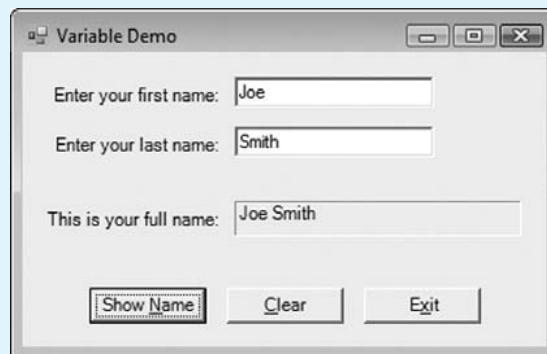 Variable Demo
Enter your first name: Joe
Enter your last name: Smith
This is your full name: Joe Smith
Show Name Clear Exit